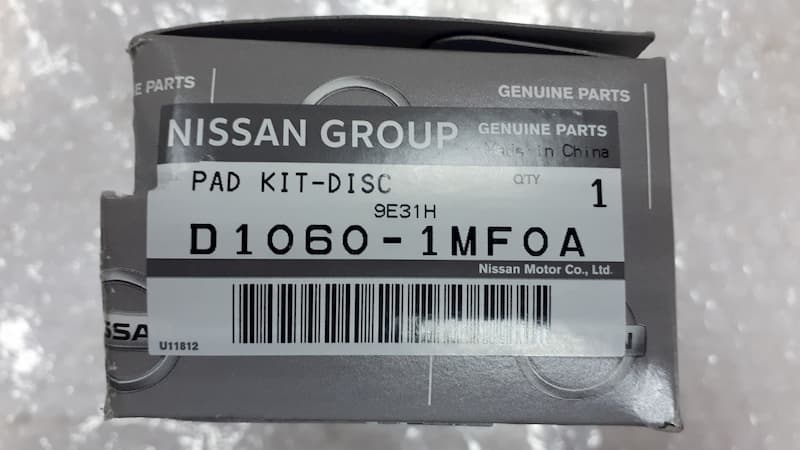 E PARTS
GENUINE PARTS
NISSAN GROUP
GENUINE PARTS
Made in China
PAD KIT-DISC
QTY
1
9E31H
D1060-1MF0A
Nissan Motor Co., Ltd.
U11812
SSA
N